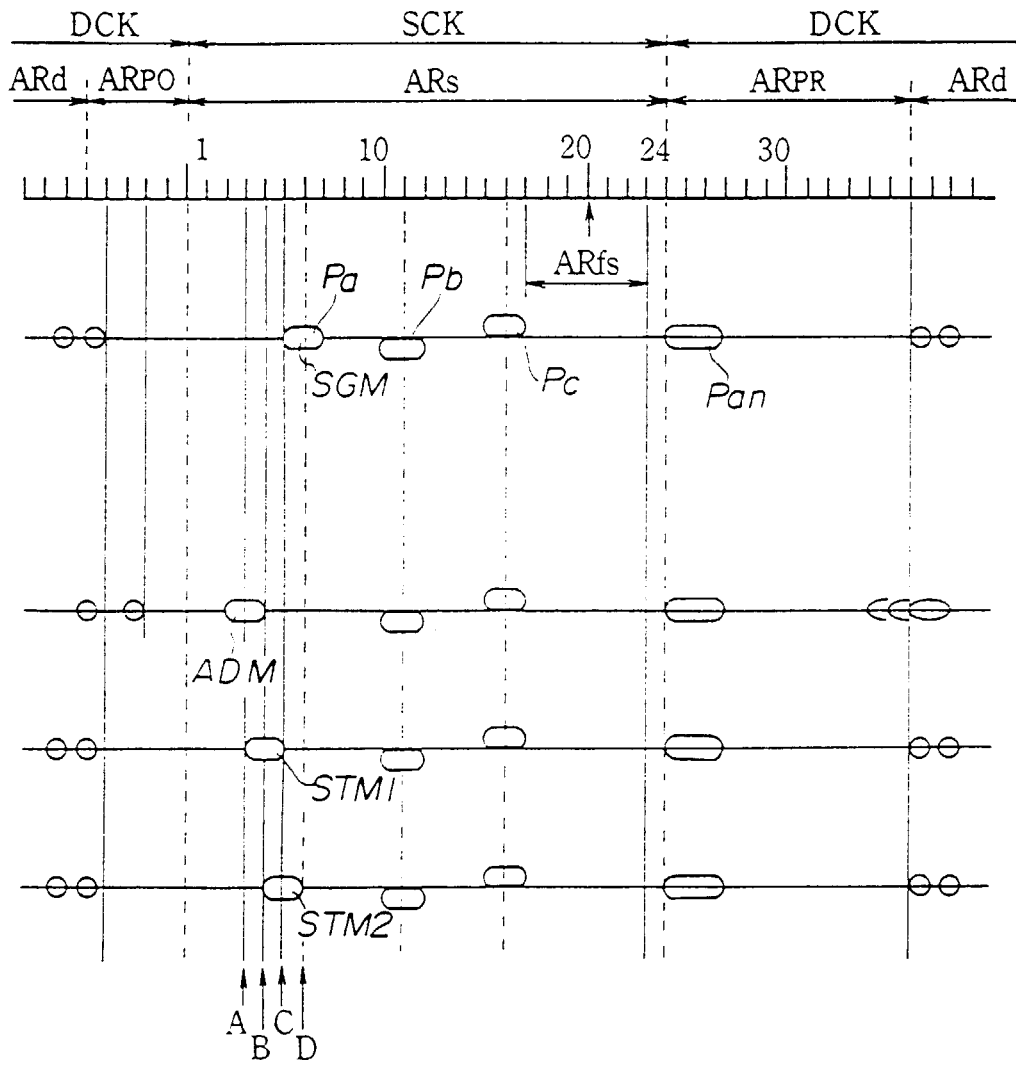 DCK SCK DCK
ARd ARPO ARs ARPR ARd
1 10 20 24 30
ARfs
Pa Pb
SGM Pc Pan
ADM
STM1
STM2
A C
B D